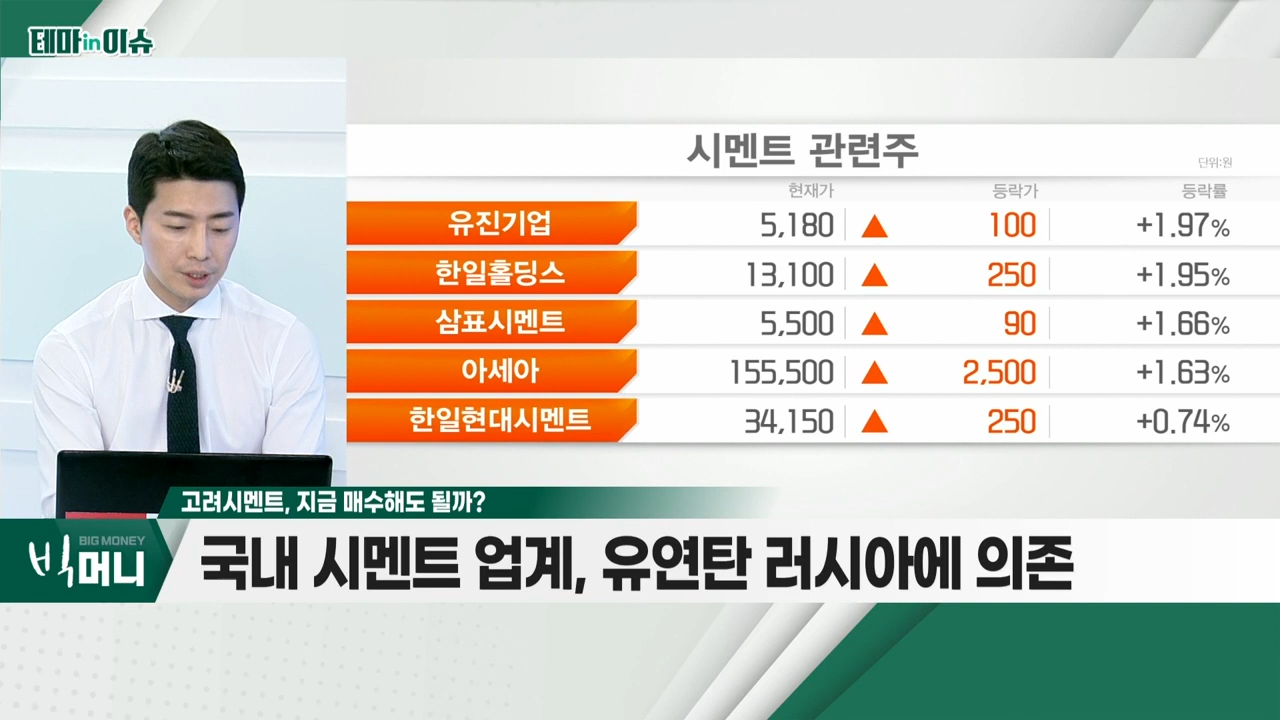 테마in이슈
시멘트 관련주
단위:원
현재가 등락가 등락률
유진기업 5,180 ▲ 100 +1.97%
한일홀딩스 13,100 ▲ 250 +1.95%
삼표시멘트 5,500 ▲ 90 +1.66%
아세아 155,500 ▲ 2,500 +1.63%
한일현대시멘트 34,150 ▲ 250 +0.74%
고려시멘트, 지금 매수해도 될까?
BIG MONEY
빅머니
국내 시멘트 업계, 유연탄 러시아에 의존